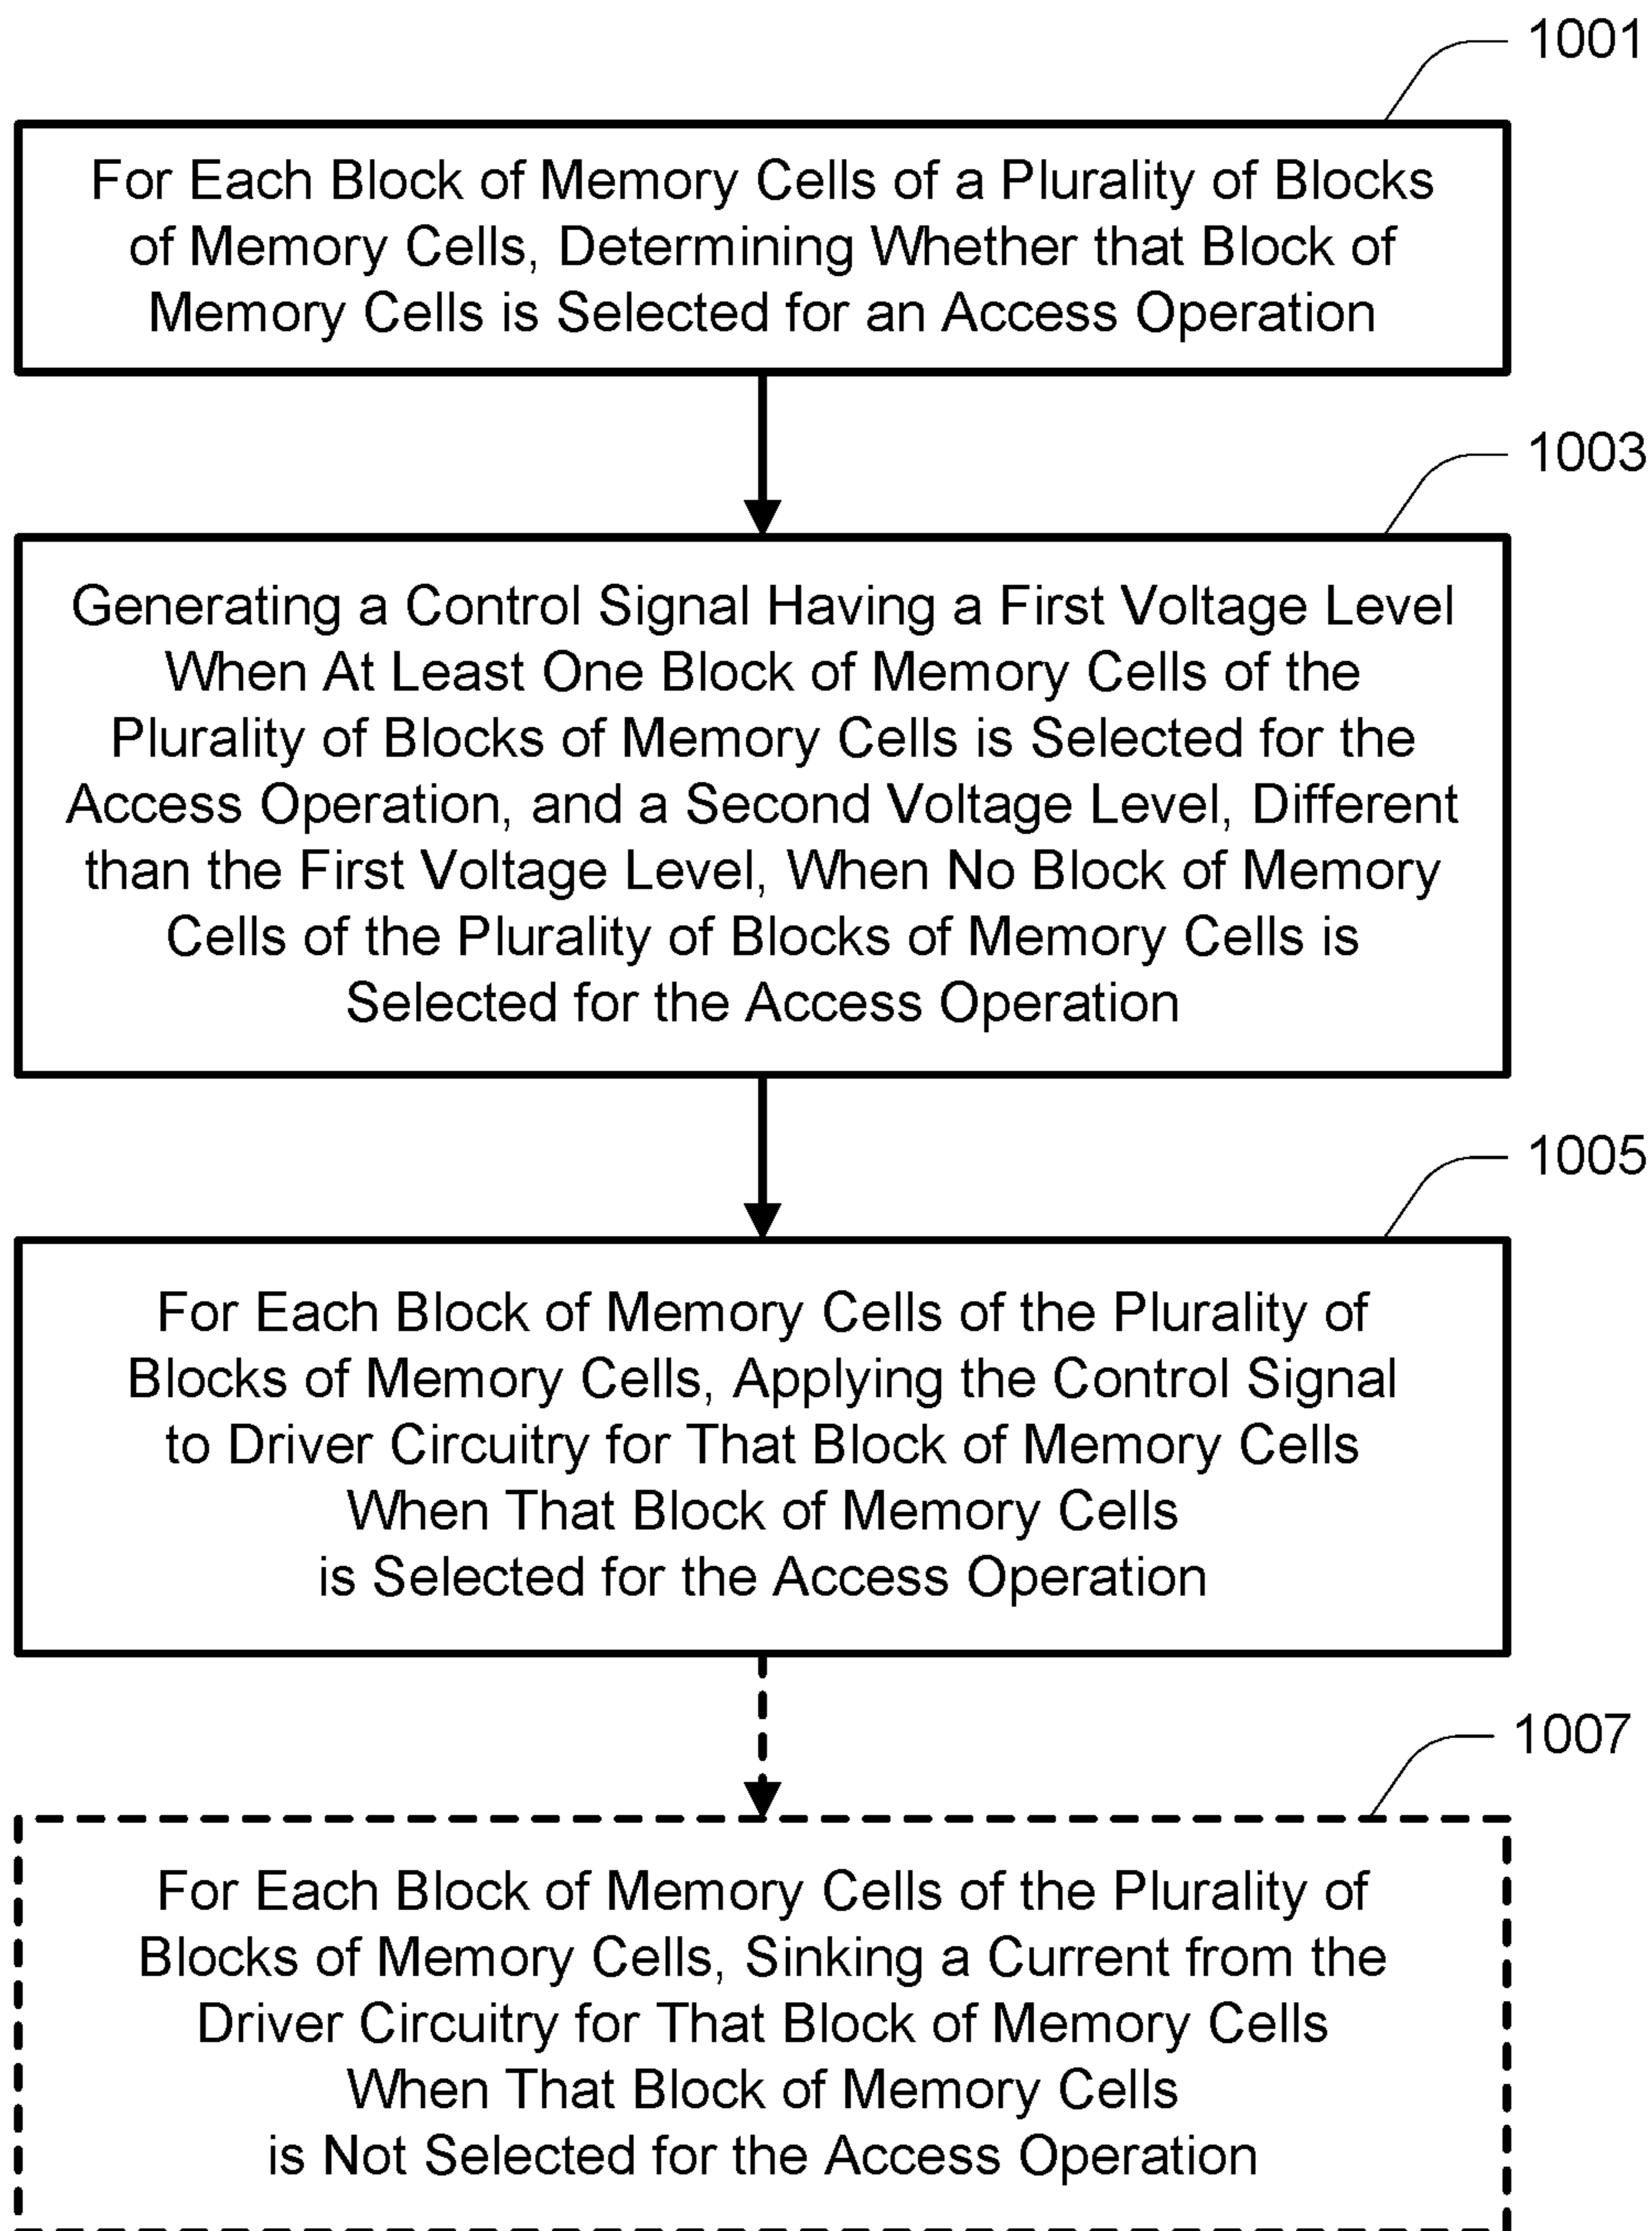 1001
For Each Block of Memory Cells of a Plurality of Blocks
of Memory Cells, Determining Whether that Block of
Memory Cells is Selected for an Access Operation
1003
Generating a Control Signal Having a First Voltage Level
When At Least One Block of Memory Cells of the
Plurality of Blocks of Memory Cells is Selected for the
Access Operation, and a Second Voltage Level, Different
than the First Voltage Level, When No Block of Memory
Cells of the Plurality of Blocks of Memory Cells is
Selected for the Access Operation
1005
For Each Block of Memory Cells of the Plurality of
Blocks of Memory Cells, Applying the Control Signal
to Driver Circuitry for That Block of Memory Cells
When That Block of Memory Cells
is Selected for the Access Operation
1007
For Each Block of Memory Cells of the Plurality of
Blocks of Memory Cells, Sinking a Current from the
Driver Circuitry for That Block of Memory Cells
When That Block of Memory Cells
is Not Selected for the Access Operation